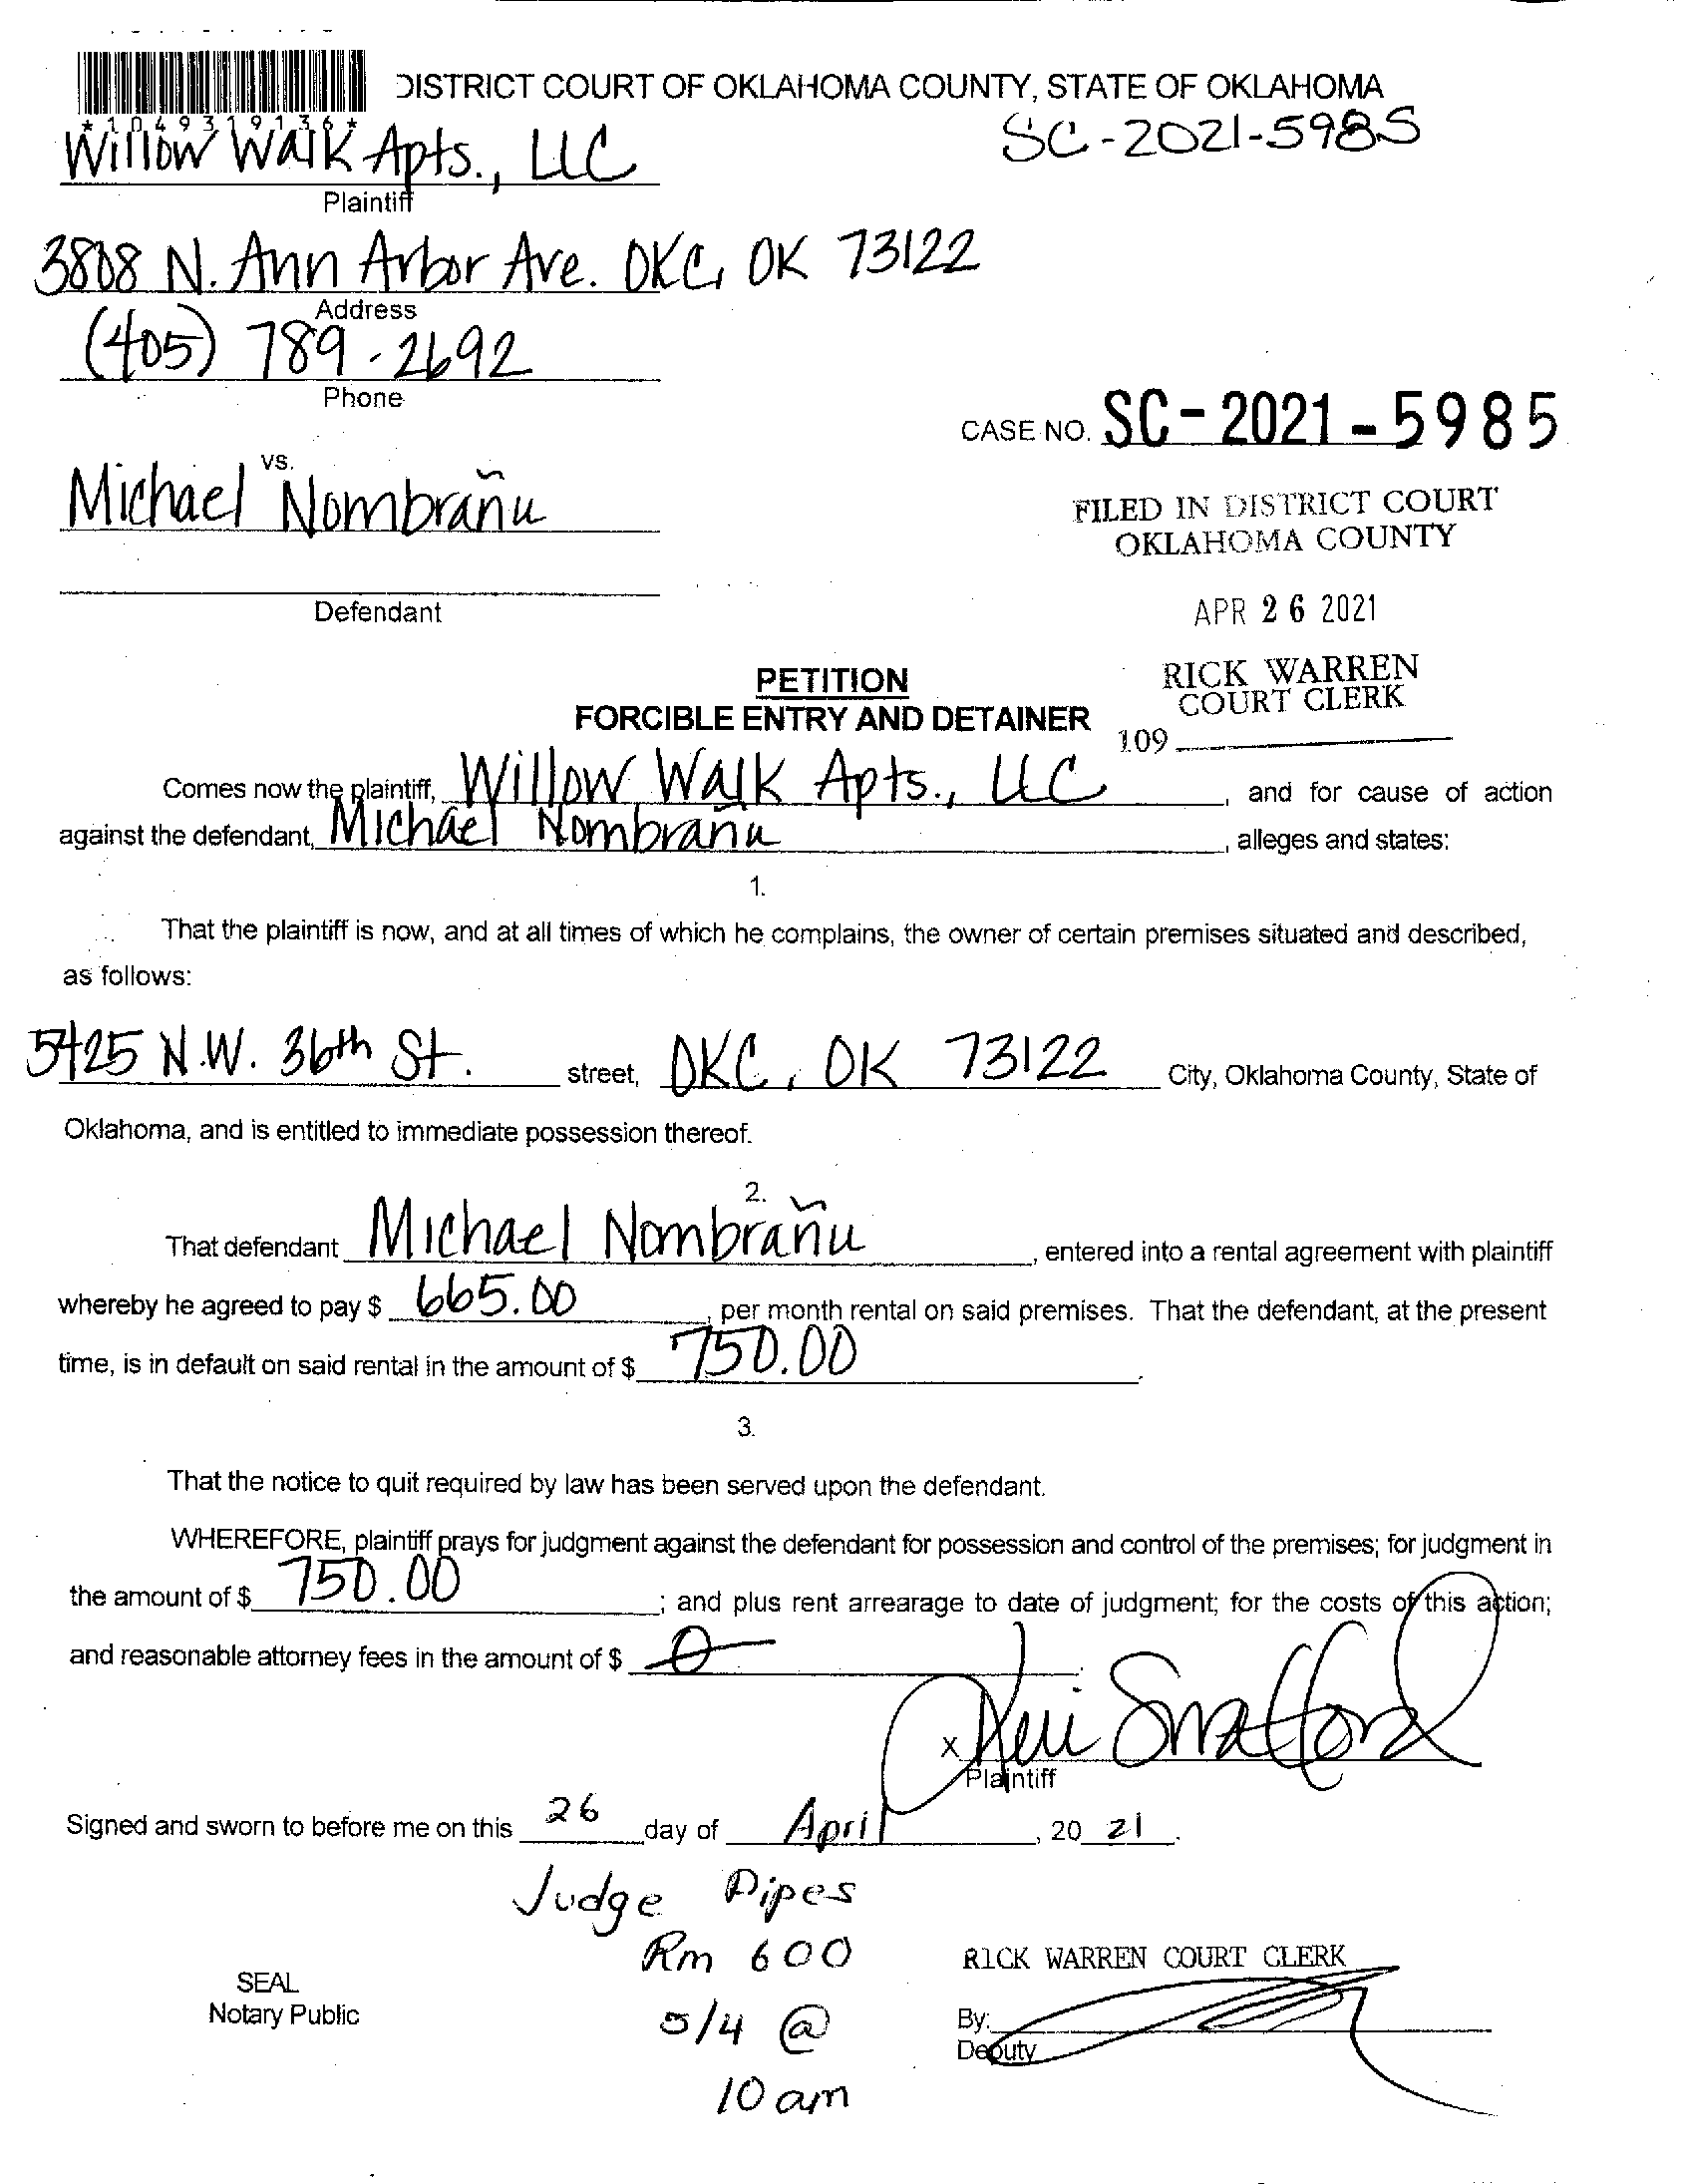 DISTRICT COURT OF OKLAHOMA COUNTY, STATE OF OKLAHOMA
*1049319136*
SC-2021-5985
Willow Walk Apts., LLC
Plaintiff
3808 N. Ann Arbor Ave. OKC, OK 73122
Address
(405) 789-2692
Phone
CASE NO. SC-2021-5985
vs.
Michael Nombrañu
FILED IN DISTRICT COURT
OKLAHOMA COUNTY
Defendant
APR 26 2021
RICK WARREN
COURT CLERK
109
PETITION
FORCIBLE ENTRY AND DETAINER
Comes now the plaintiff, Willow Walk Apts., LLC, and for cause of action
against the defendant, Michael Nombrañu, alleges and states:
1.
That the plaintiff is now, and at all times of which he complains, the owner of certain premises situated and described,
as follows:
5425 N.W. 36th St. street, OKC, OK 73122 City, Oklahoma County, State of
Oklahoma, and is entitled to immediate possession thereof.
2.
That defendant Michael Nombrañu, entered into a rental agreement with plaintiff
whereby he agreed to pay $ 665.00, per month rental on said premises. That the defendant, at the present
time, is in default on said rental in the amount of $ 750.00.
3.
That the notice to quit required by law has been served upon the defendant.
WHEREFORE, plaintiff prays for judgment against the defendant for possession and control of the premises; for judgment in
the amount of $ 750.00; and plus rent arrearage to date of judgment; for the costs of this action;
and reasonable attorney fees in the amount of $ 0.
x
Plaintiff
Signed and sworn to before me on this 26 day of April, 20 21.
Judge Pipes
Rm 600
5/4 @
10 am
SEAL
Notary Public
RICK WARREN COURT CLERK
By:
Deputy